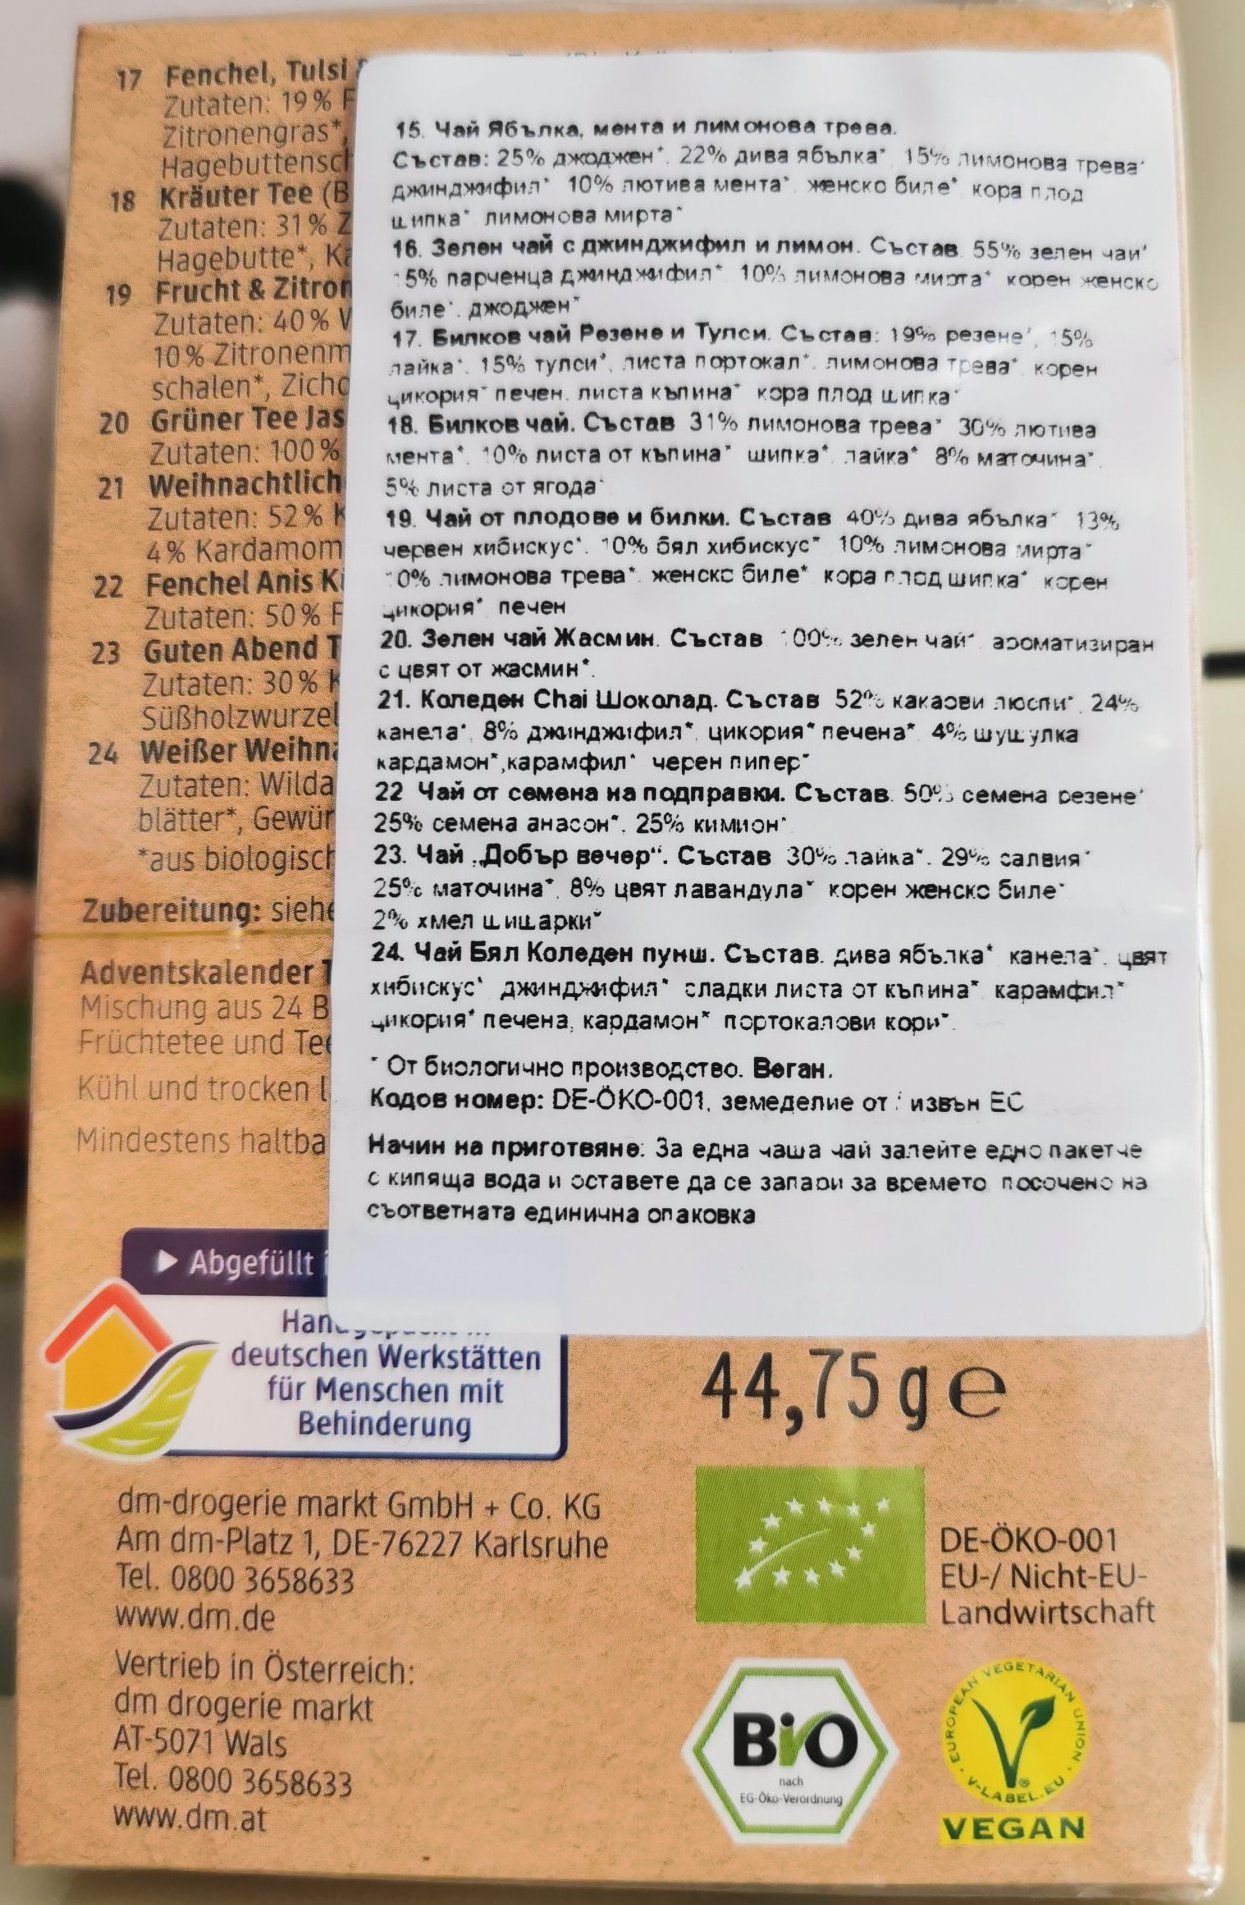 17 Fenchel, Tulsi
Zutaten: 19 % F
Zitronengras*,
Hagebuttensch
18 Kräuter Tee (B
Zutaten: 31 % Z
Hagebutte*, Ka
19 Frucht & Zitron
Zutaten: 40 % W
10 % Zitronenm
schalen*, Zicho
20 Grüner Tee Jas
Zutaten: 100 %
21 Weihnachtlich
Zutaten: 52 % K
4 % Kardamom
22 Fenchel Anis Kü
Zutaten: 50 % F
23 Guten Abend T
Zutaten: 30 % K
Süßholzwurzel
24 Weißer Weihna
Zutaten: Wilda
blätter*, Gewür
*aus biologisch
Zubereitung: siehe
Adventskalender T
Mischung aus 24 B
Früchtetee und Tee
Kühl und trocken l
Mindestens haltba
15. Чай Ябълка, мента и лимонова трева.
Състав: 25% джоджен*, 22% дива ябълка*, 15% лимонова трева*
джинджифил* 10% лютива мента*, женско биле* кора плод
шипка* лимонова мирта*
16. Зелен чай с джинджифил и лимон. Състав 55% зелен чай*
15% парченца джинджифил* 10% лимонова мирта* корен женско
биле*, джоджен*
17. Билков чай Резене и Тулси. Състав: 19% резене*, 15%
лайка*, 15% тулси*, листа портокал*, лимонова трева*, корен
цикория* печен, листа къпина* кора плод шипка*
18. Билков чай. Състав 31% лимонова трева* 30% лютива
мента*, 10% листа от къпина* шипка*, лайка* 8% маточина*,
5% листа от ягода*
19. Чай от плодове и билки. Състав 40% дива ябълка* 13%
червен хибискус*, 10% бял хибискус* 10% лимонова мирта*
10% лимонова трева*, женско биле* кора плод шипка* корен
цикория* печен
20. Зелен чай Жасмин. Състав 100% зелен чай*, ароматизиран
с цвят от жасмин*.
21. Коледен Chai Шоколад. Състав 52% какаови люспи*, 24%
канела*, 8% джинджифил*, цикория* печена* 4% шушулка
кардамон*,карамфил* черен пипер*
22 Чай от семена на подправки. Състав. 50% семена резене*
25% семена анасон*, 25% кимион*
23. Чай „Добър вечер“. Състав 30% лайка*, 29% салвия*
25% маточина*, 8% цвят лавандула* корен женско биле*
2% хмел шишарки*
24. Чай Бял Коледен пунш. Състав. дива ябълка* канела*, цвят
хибискус* джинджифил* сладки листа от къпина* карамфил*
цикория* печена, кардамон* портокалови кори*.
* От биологично производство. Веган.
Кодов номер: DE-ÖKO-001, земеделие от / извън ЕС
Начин на приготвяне: За една чаша чай залейте едно пакетче
с кипяща вода и оставете да се запари за времето посочено на
съответната единична опаковка
▶ Abgefüllt i
deutschen Werkstätten
für Menschen mit
Behinderung
44,75 g ℮
dm-drogerie markt GmbH + Co. KG
Am dm-Platz 1, DE-76227 Karlsruhe
Tel. 0800 3658633
www.dm.de
Vertrieb in Österreich:
dm drogerie markt
AT-5071 Wals
Tel. 0800 3658633
www.dm.at
DE-ÖKO-001
EU-/ Nicht-EU-
Landwirtschaft
Bio
nach
EG-Öko-Verordnung
EUROPEAN VEGETARIAN UNION
V-LABEL.EU
VEGAN